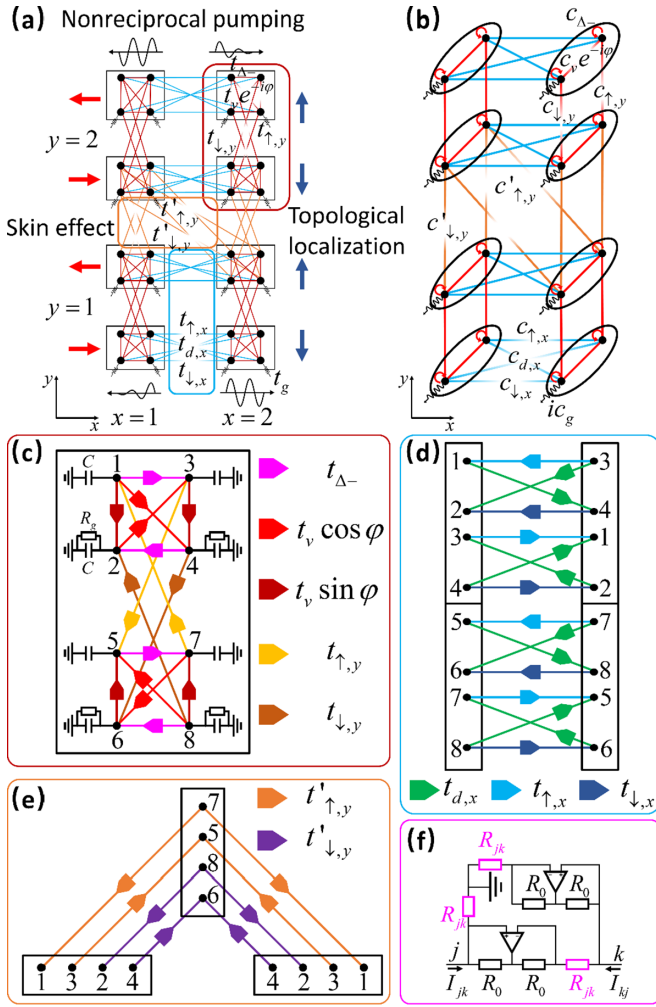 (a) Nonreciprocal pumping
t_{Δ-}
t_v e^{-iφ}
t_{↓,y} t_{↑,y}
y = 2
t'_{↑,y}
Skin effect t'_{↓,y} Topological
localization
y = 1
t_{↑,x}
t_{d,x}
t_{↓,x}
t_g
y
x x = 1 x = 2
(b)
c_{Δ-}
c_v e^{-iφ}
c_{↓,y} c_{↑,y}
c'_{↑,y}
c'_{↓,y}
c_{↑,x}
c_{d,x}
c_{↓,x}
ic_g
y
x
(c)
C 1 3
R_g
C 2 4
5 7
6 8
t_{Δ-}
t_v cos φ
t_v sin φ
t_{↑,y}
t_{↓,y}
(d)
1 3
2 4
3 1
4 2
5 7
6 8
7 5
8 6
t_{d,x} t_{↑,x} t_{↓,x}
(e)
t'_{↑,y}
t'_{↓,y}
7
5
8
6
1 3 2 4 4 2 3 1
(f)
R_{jk}
R_0 R_0
R_{jk}
j k
I_{jk} R_0 R_0 R_{jk} I_{kj}